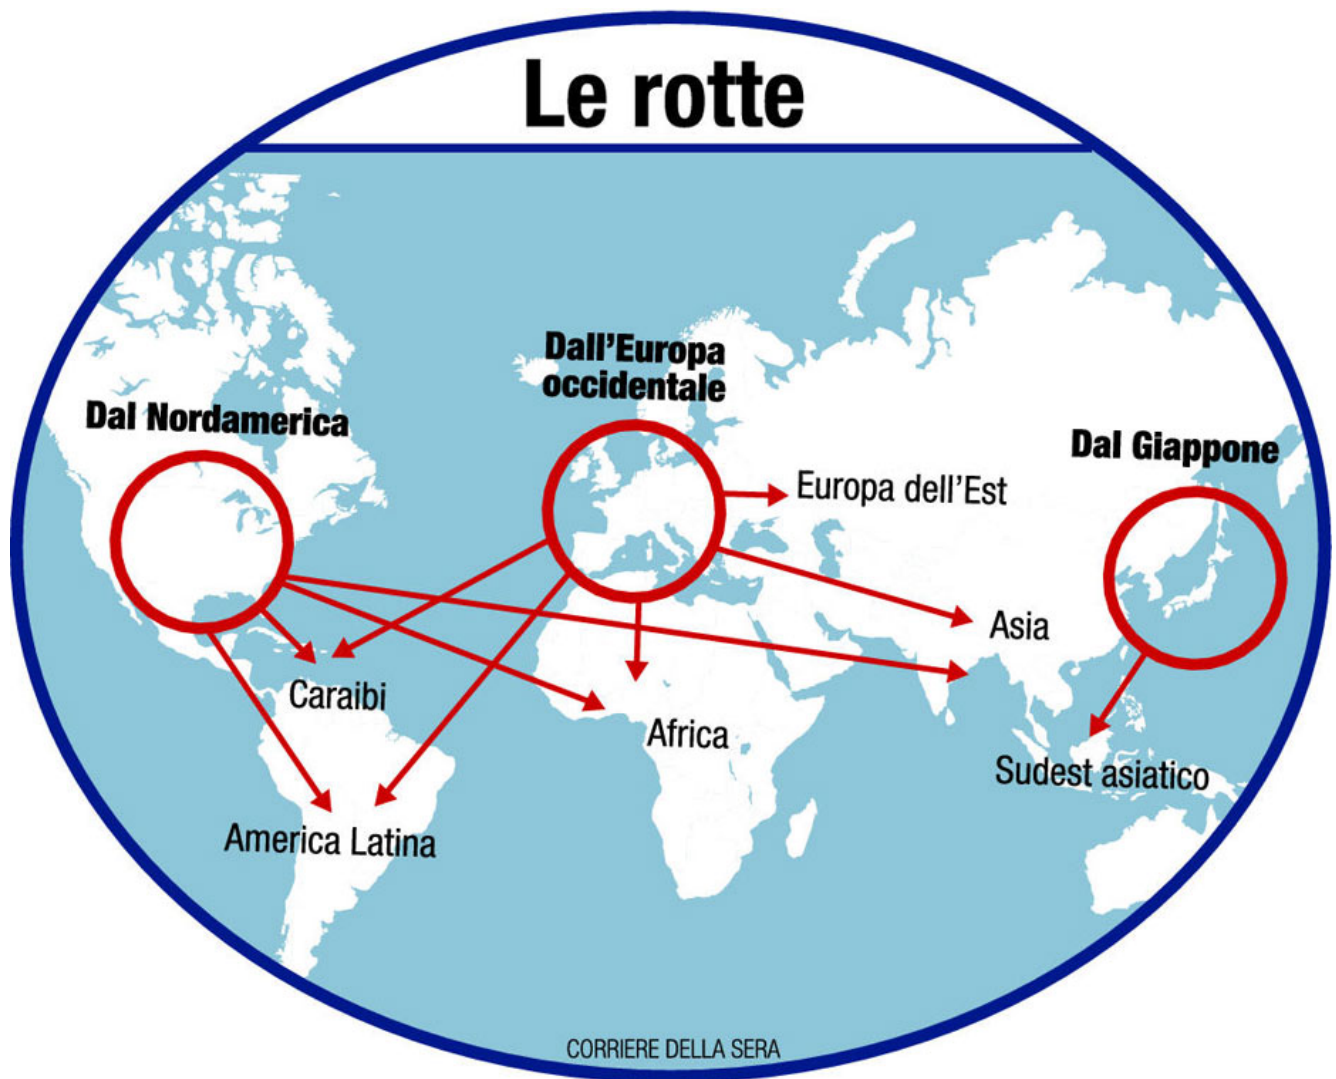 Le rotte
Dall'Europa
occidentale
Dal Nordamerica
Dal Giappone
Europa dell'Est
Asia
Caraibi
Africa
Sudest asiatico
America Latina
CORRIERE DELLA SERA